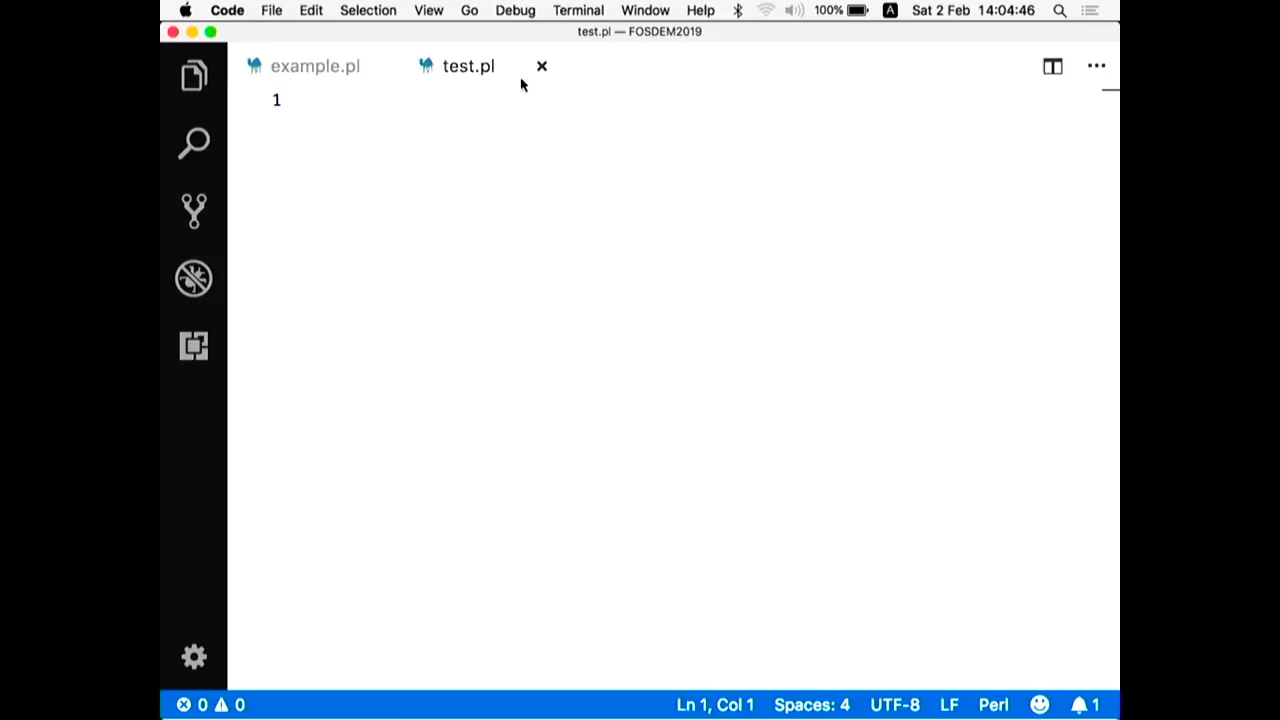 Code File Edit Selection View Go Debug Terminal Window Help 100% A Sat 2 Feb 14:04:46
test.pl — FOSDEM2019
example.pl test.pl
1
0 0 Ln 1, Col 1 Spaces: 4 UTF-8 LF Perl 1